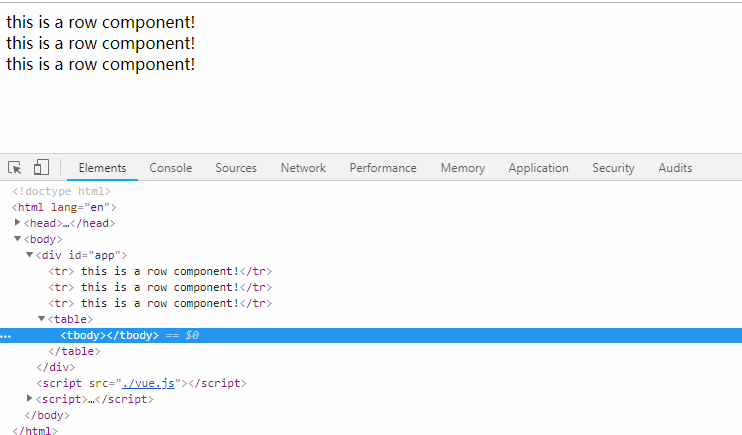 this is a row component!
this is a row component!
this is a row component!
Elements Console Sources Network Performance Memory Application Security Audits
<!doctype html>
<html lang="en">
<head>…</head>
<body>
<div id="app">
<tr> this is a row component!</tr>
<tr> this is a row component!</tr>
<tr> this is a row component!</tr>
<table>
… <tbody></tbody> == $0
</table>
</div>
<script src="./vue.js"></script>
<script>…</script>
</body>
</html>